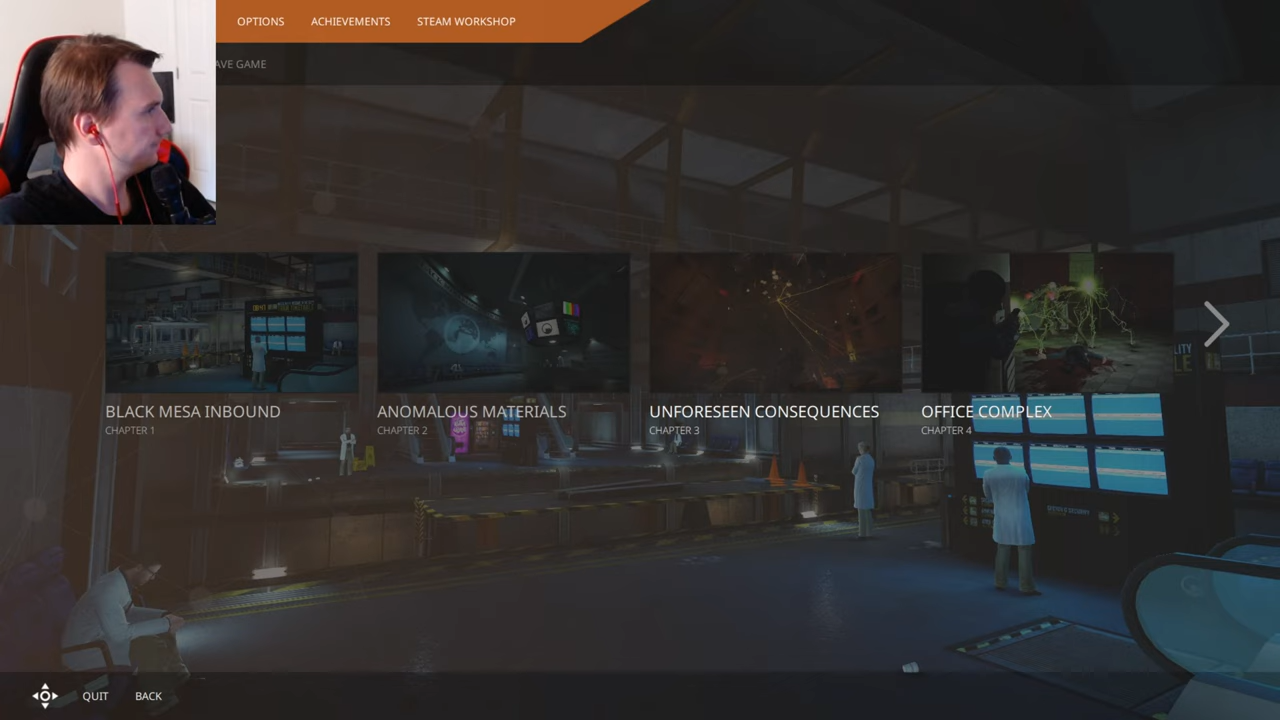 OPTIONS ACHIEVEMENTS STEAM WORKSHOP
AVE GAME
BLACK MESA INBOUND
CHAPTER 1
ANOMALOUS MATERIALS
CHAPTER 2
UNFORESEEN CONSEQUENCES
CHAPTER 3
OFFICE COMPLEX
CHAPTER 4
QUIT BACK